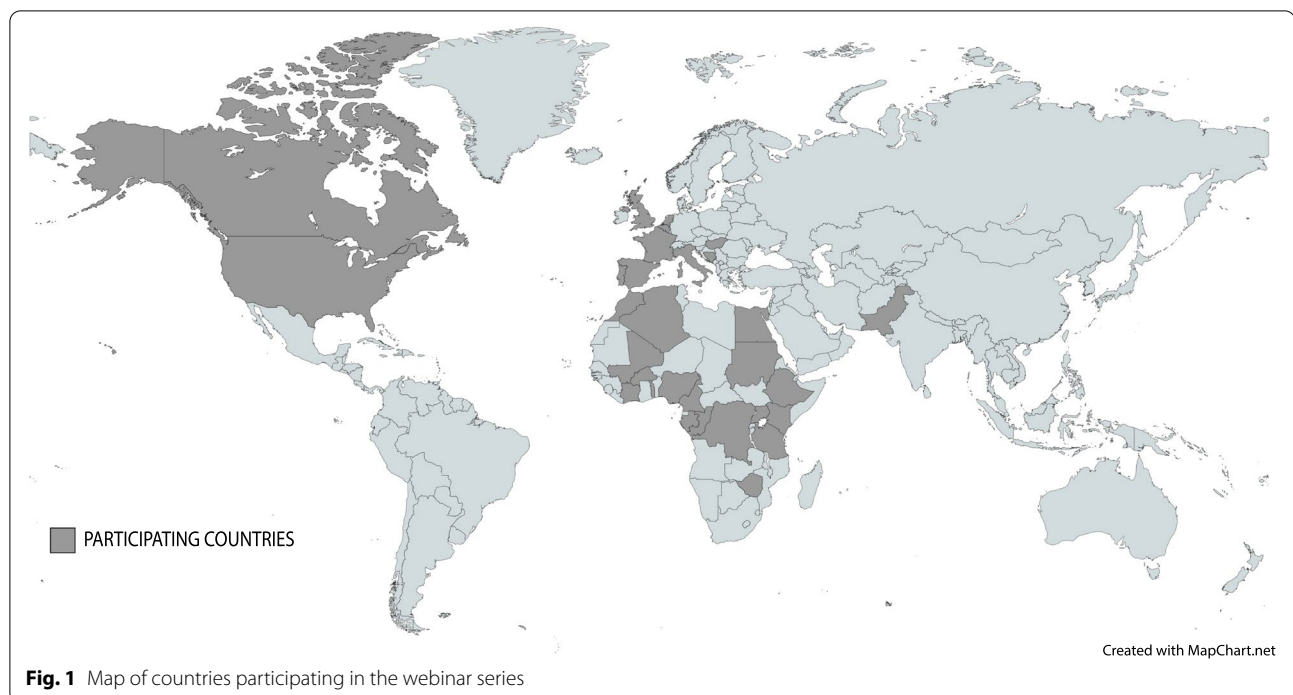 PARTICIPATING COUNTRIES
Created with MapChart.net
Fig. 1 Map of countries participating in the webinar series